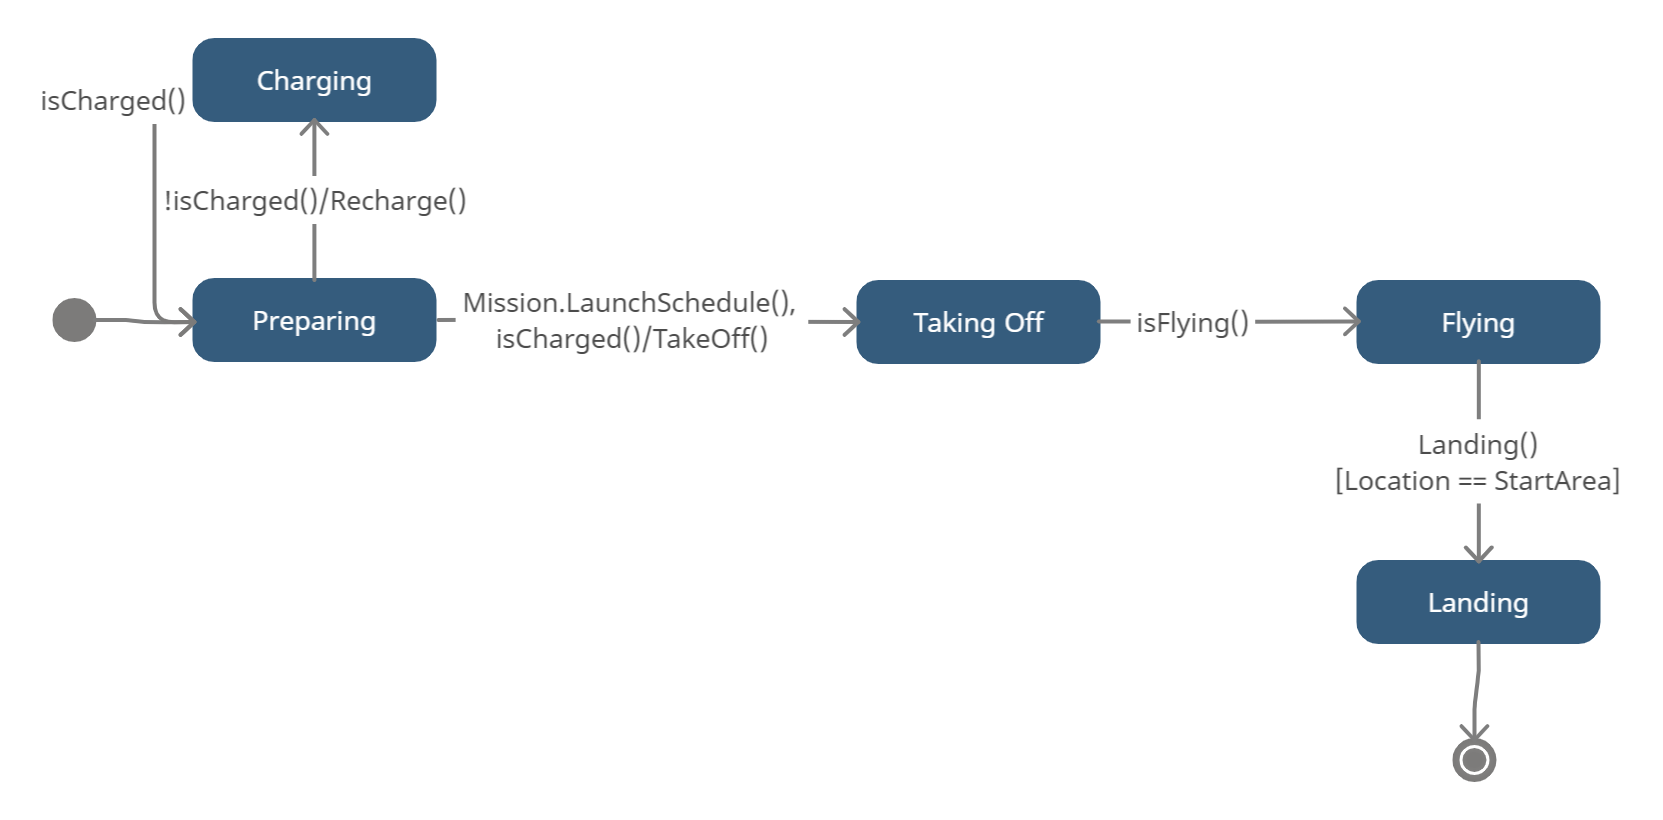 Charging
isCharged()
!isCharged()/Recharge()
Preparing
Mission.LaunchSchedule(),
isCharged()/TakeOff()
Taking Off
isFlying()
Flying
Landing()
[Location == StartArea]
Landing